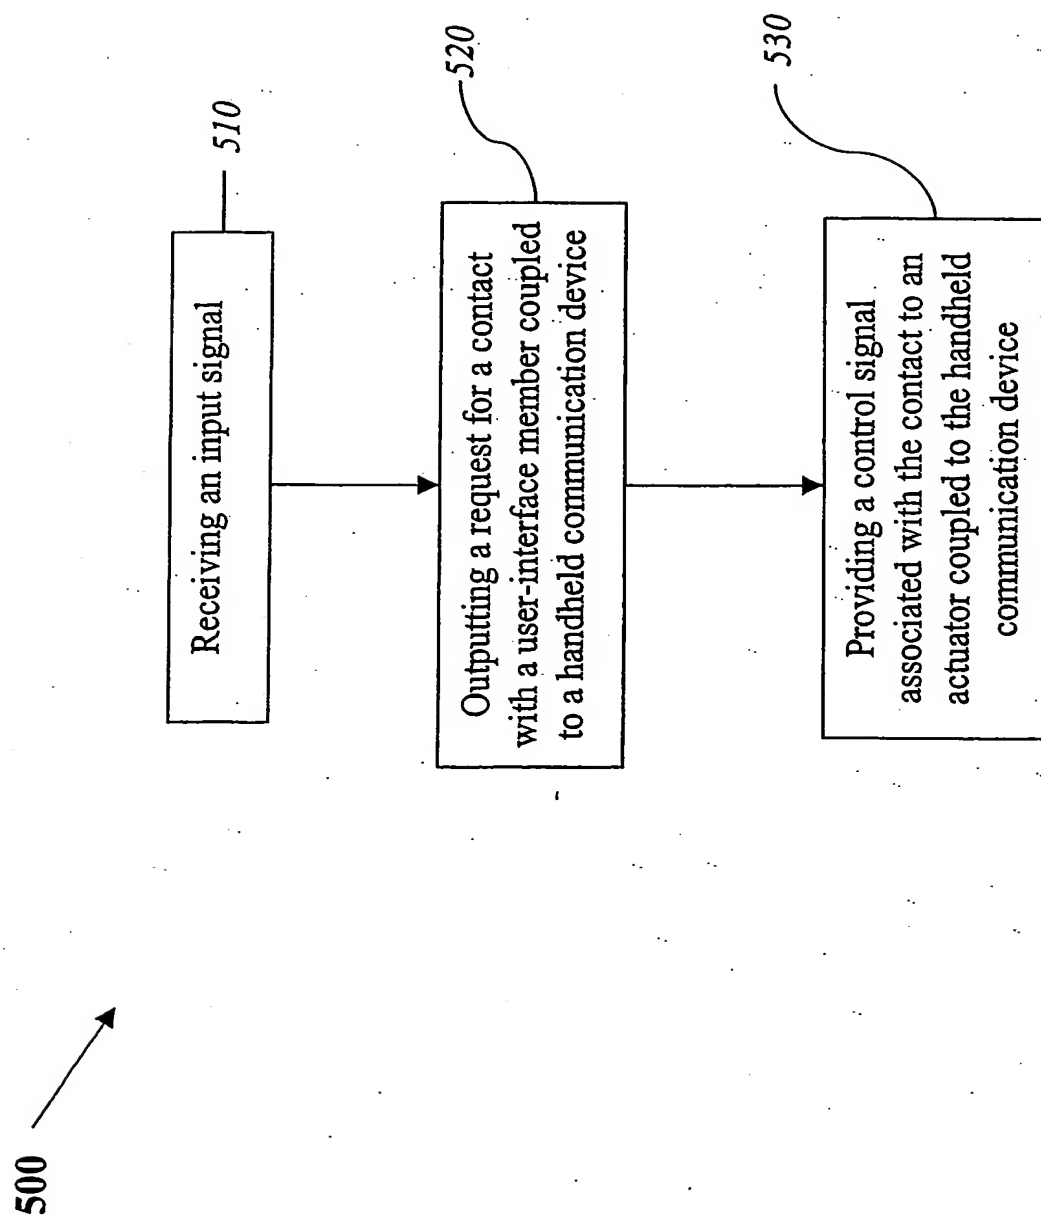 500
Receiving an input signal
510
Outputting a request for a contact
with a user-interface member coupled
to a handheld communication device
520
Providing a control signal
associated with the contact to an
actuator coupled to the handheld
communication device
530